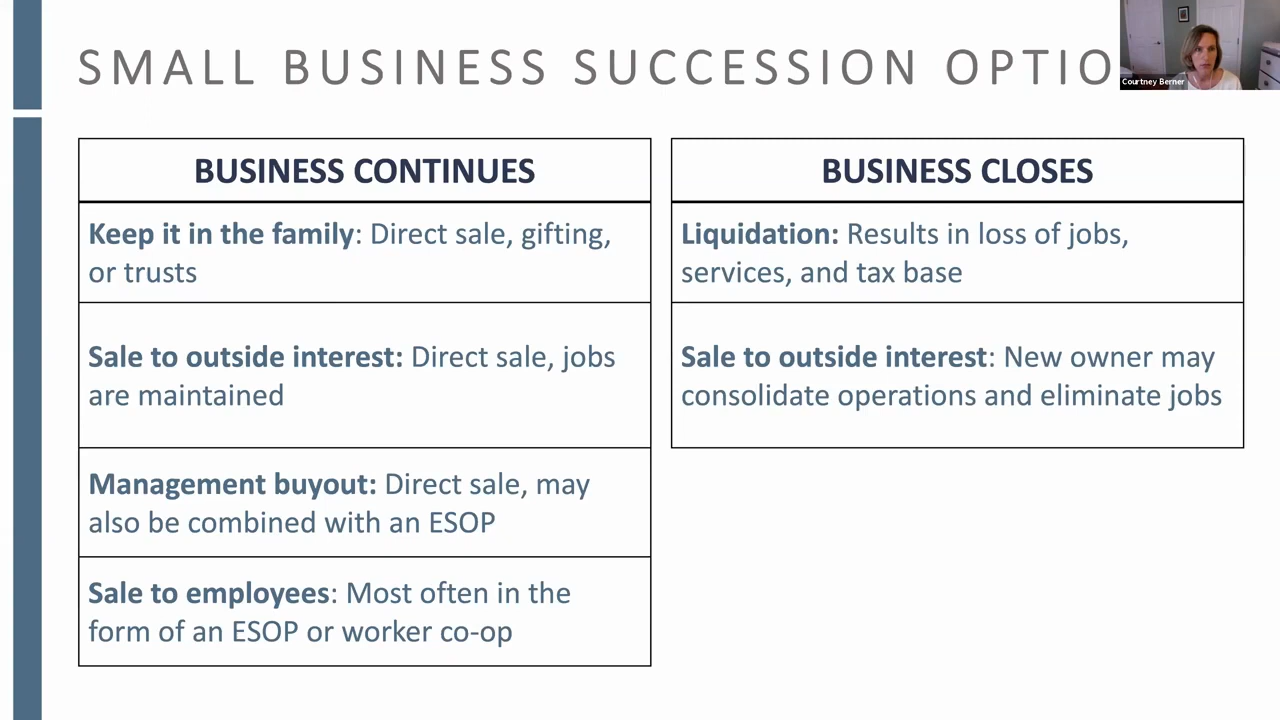 SMALL BUSINESS SUCCESSION OPTIO
Courtney Berner
BUSINESS CONTINUES
Keep it in the family: Direct sale, gifting,
or trusts
Sale to outside interest: Direct sale, jobs
are maintained
Management buyout: Direct sale, may
also be combined with an ESOP
Sale to employees: Most often in the
form of an ESOP or worker co-op
BUSINESS CLOSES
Liquidation: Results in loss of jobs,
services, and tax base
Sale to outside interest: New owner may
consolidate operations and eliminate jobs